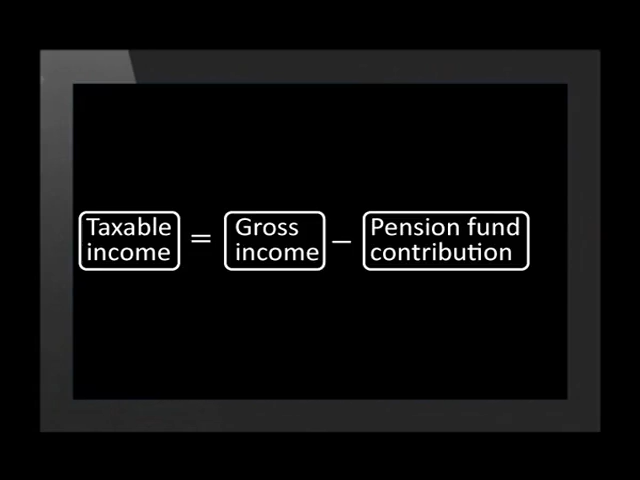 Taxable income = Gross income – Pension fund contribution